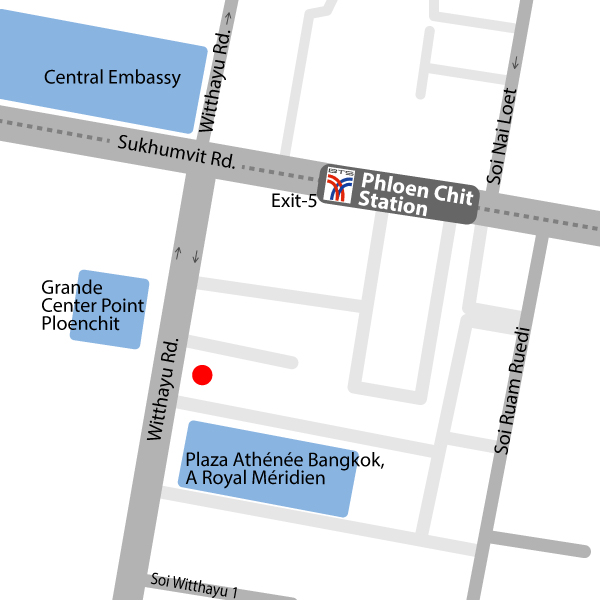 Central Embassy
Witthayu Rd.
Sukhumvit Rd.
Soi Nai Loet
BTS
Phloen Chit
Station
Exit-5
Grande
Center Point
Ploenchit
Witthayu Rd.
Soi Ruam Ruedi
Plaza Athénée Bangkok,
A Royal Méridien
Soi Witthayu 1